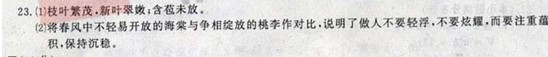 23.(1)枝叶繁茂,新叶翠嫩;含苞未放。
(2)将春风中不轻易开放的海棠与争相绽放的桃李作对比,说明了做人不要轻浮,不要炫耀,而要注重蕴
积,保持沉稳。